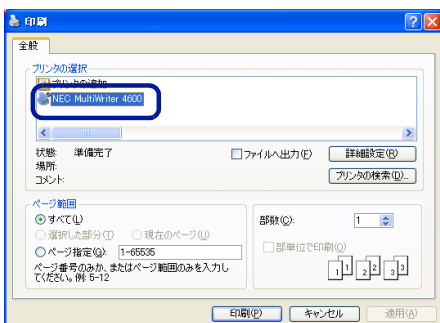 印刷
全般
プリンタの選択
プリンタの追加
NEC MultiWriter 4600
状態: 準備完了
場所:
コメント:
ファイルへ出力(F)
詳細設定(R)
プリンタの検索(D)...
ページ範囲
すべて(L)
選択した部分(T) 現在のページ(U)
ページ指定(G): 1-65535
ページ番号のみか、またはページ範囲のみを入力し
てください。例: 5-12
部数(C): 1
部単位で印刷(O)
1 1 2 2 3 3
印刷(P) キャンセル 適用(A)